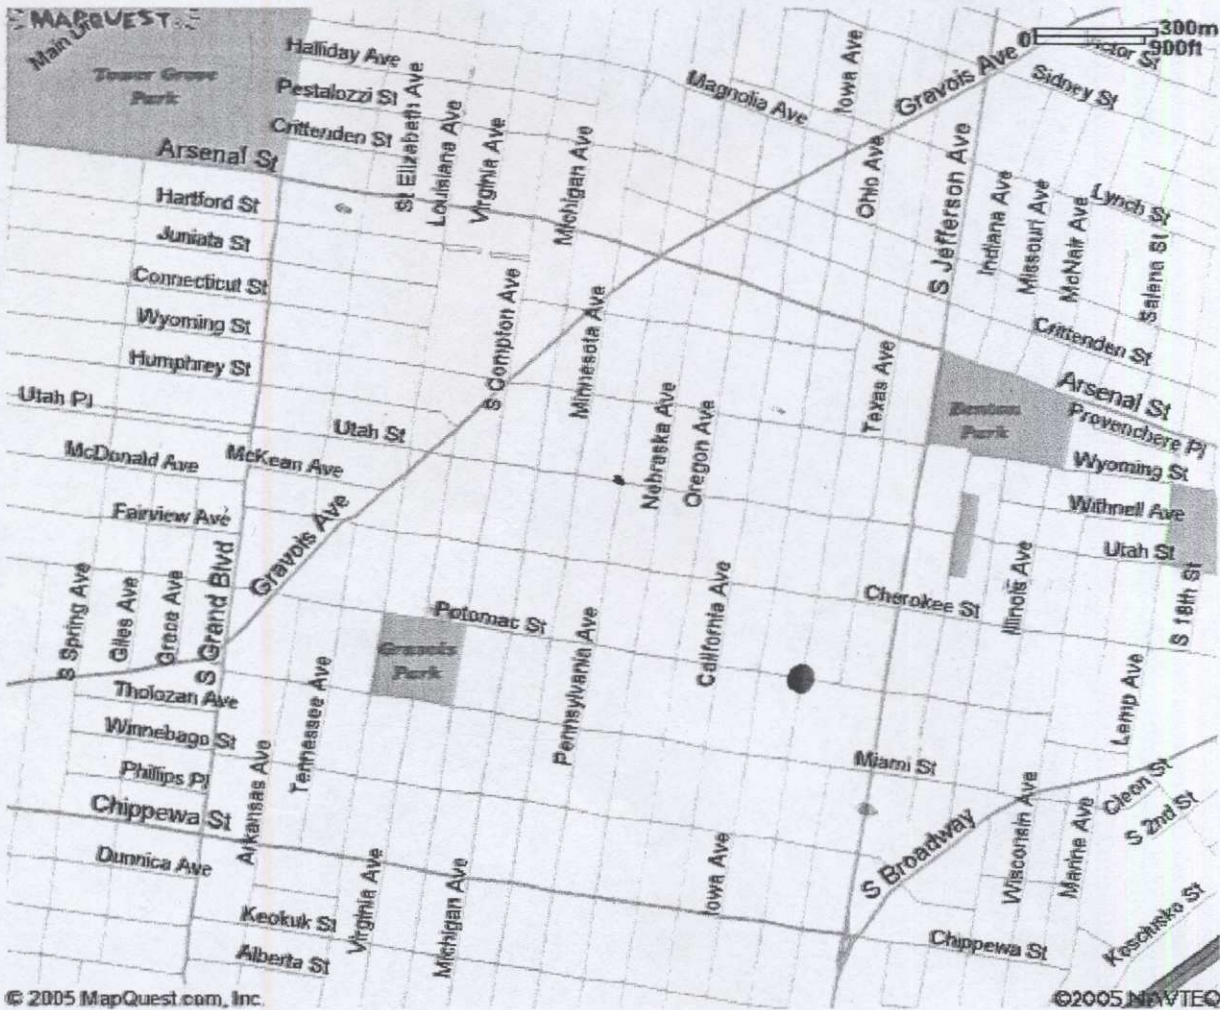 MAPQUEST.
Main Dr
Tower Grove
Park
Halliday Ave
Pestalozzi St
Crittenden St
Arsenal St
St Elizabeth Ave
Louisiana Ave
Virginia Ave
Michigan Ave
Magnolia Ave
Iowa Ave
Gravois Ave
0
300m
900ft
Victor St
Sidney St
Ohio Ave
S Jefferson Ave
Indiana Ave
Missouri Ave
McNair Ave
Lynch St
Salena St
Hartford St
Juniata St
Connecticut St
Wyoming St
Humphrey St
Utah Pl
Utah St
S Compton Ave
Minnesota Ave
Nebraska Ave
Oregon Ave
Texas Ave
Crittenden St
Arsenal St
Benton
Park
Provenchere Pl
Wyoming St
Withnell Ave
Utah St
McDonald Ave
McKean Ave
Fairview Ave
Gravois Ave
S Spring Ave
Giles Ave
Grace Ave
S Grand Blvd
Potomac St
Gravois
Park
Pennsylvania Ave
California Ave
Cherokee St
Illinois Ave
S 18th St
Tholozan Ave
Winnebago St
Phillips Pl
Chippewa St
Dunnica Ave
Arkansas Ave
Tennessee Ave
Miami St
Lemp Ave
S Broadway
Wisconsin Ave
Marine Ave
Cleon St
S 2nd St
Keokuk St
Alberta St
Virginia Ave
Michigan Ave
Iowa Ave
Chippewa St
Kosciusko St
© 2005 MapQuest.com, Inc.
©2005 NAVTEQ